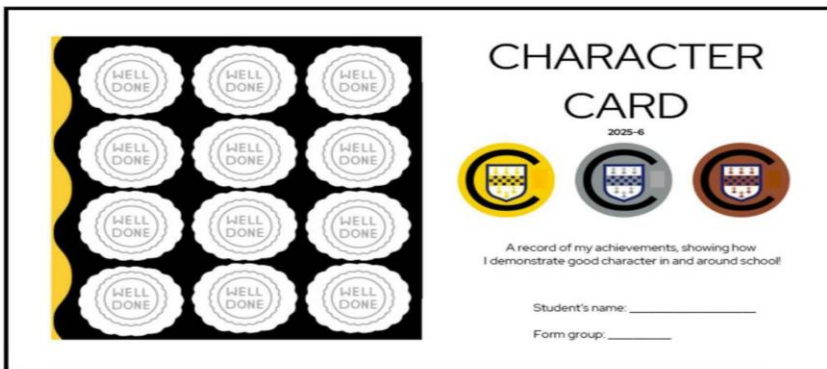 WELL
DONE
WELL
DONE
WELL
DONE
WELL
DONE
WELL
DONE
WELL
DONE
WELL
DONE
WELL
DONE
WELL
DONE
WELL
DONE
WELL
DONE
WELL
DONE
CHARACTER
CARD
2025-6
A record of my achievements, showing how
I demonstrate good character in and around school!
Student's name: ____________________
Form group: __________